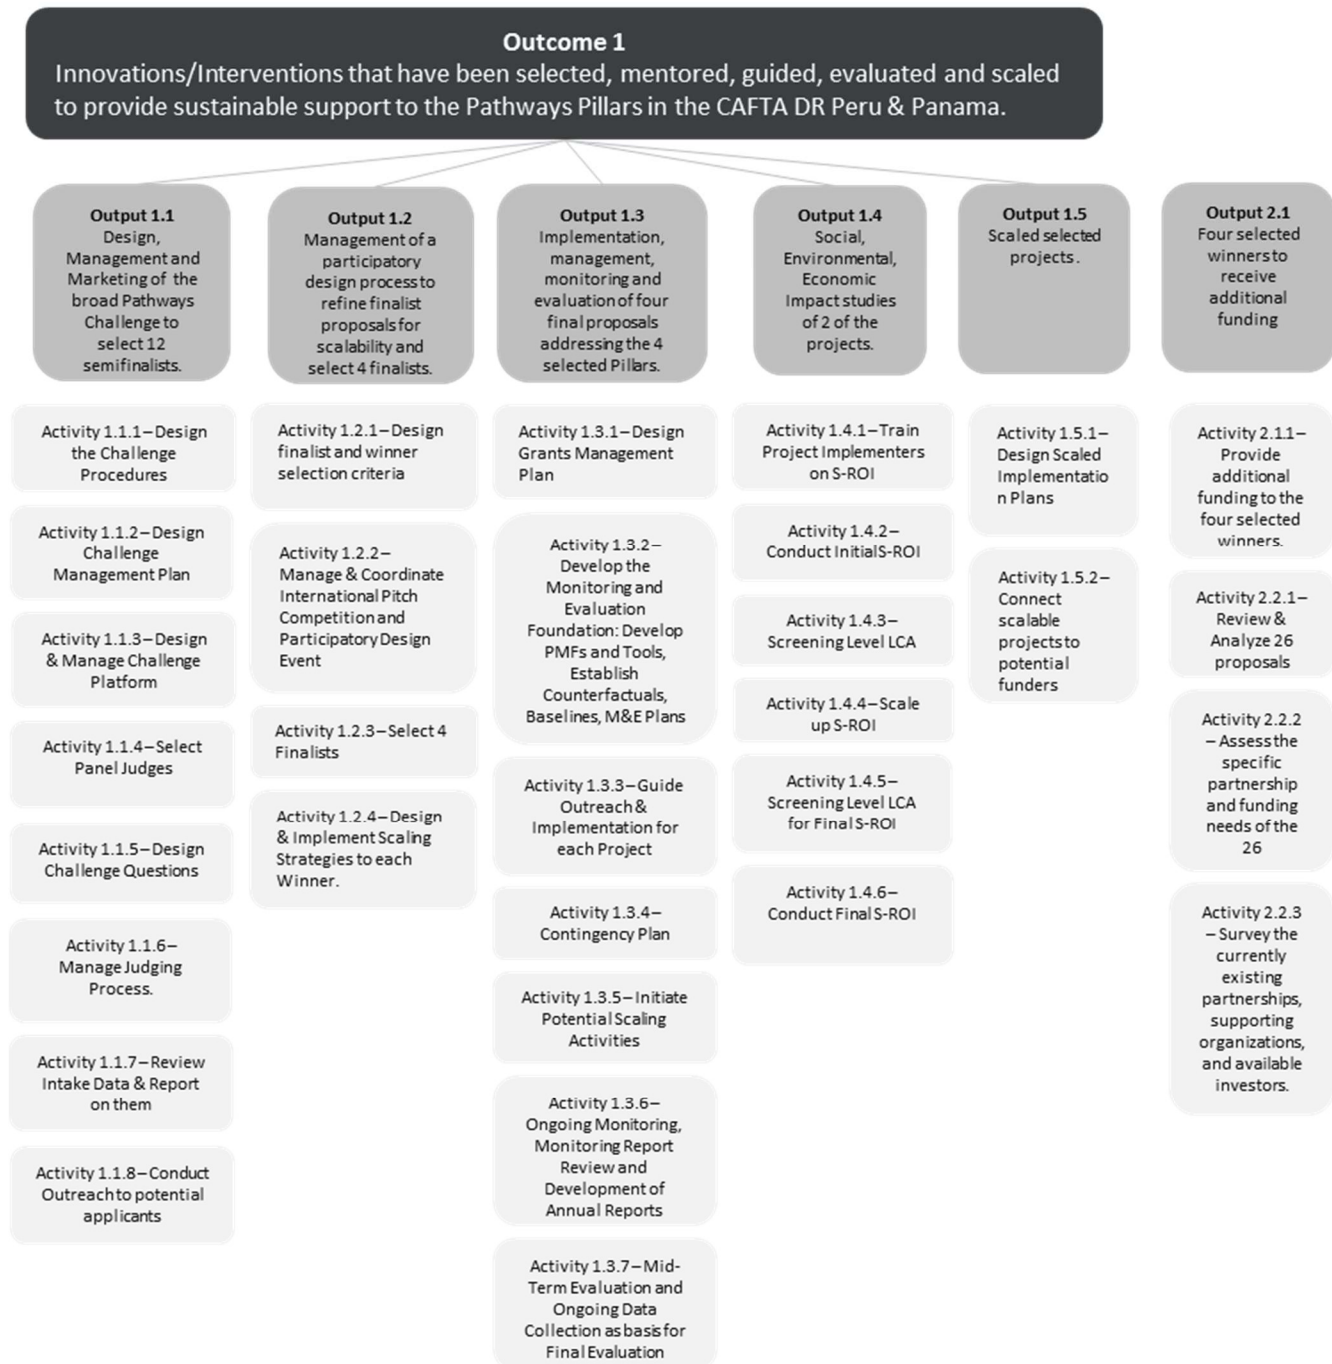 Outcome 1
Innovations/Interventions that have been selected, mentored, guided, evaluated and scaled
to provide sustainable support to the Pathways Pillars in the CAFTA DR Peru & Panama.
Output 1.1
Design,
Management and
Marketing of the
broad Pathways
Challenge to
select 12
semifinalists.
Activity 1.1.1 – Design
the Challenge
Procedures
Activity 1.1.2 – Design
Challenge
Management Plan
Activity 1.1.3 – Design
& Manage Challenge
Platform
Activity 1.1.4 – Select
Panel Judges
Activity 1.1.5 – Design
Challenge Questions
Activity 1.1.6 –
Manage Judging
Process.
Activity 1.1.7 – Review
Intake Data & Report
on them
Activity 1.1.8 – Conduct
Outreach to potential
applicants
Output 1.2
Management of a
participatory
design process to
refine finalist
proposals for
scalability and
select 4 finalists.
Activity 1.2.1 – Design
finalist and winner
selection criteria
Activity 1.2.2 –
Manage & Coordinate
International Pitch
Competition and
Participatory Design
Event
Activity 1.2.3 – Select 4
Finalists
Activity 1.2.4 – Design
& Implement Scaling
Strategies to each
Winner.
Output 1.3
Implementation,
management,
monitoring and
evaluation of four
final proposals
addressing the 4
selected Pillars.
Activity 1.3.1 – Design
Grants Management
Plan
Activity 1.3.2 –
Develop the
Monitoring and
Evaluation
Foundation: Develop
PMFs and Tools,
Establish
Counterfactuals,
Baselines, M&E Plans
Activity 1.3.3 – Guide
Outreach &
Implementation for
each Project
Activity 1.3.4 –
Contingency Plan
Activity 1.3.5 – Initiate
Potential Scaling
Activities
Activity 1.3.6 –
Ongoing Monitoring,
Monitoring Report
Review and
Development of
Annual Reports
Activity 1.3.7 – Mid-
Term Evaluation and
Ongoing Data
Collection as basis for
Final Evaluation
Output 1.4
Social,
Environmental,
Economic
Impact studies
of 2 of the
projects.
Activity 1.4.1 – Train
Project Implementers
on S-ROI
Activity 1.4.2 –
Conduct Initial S-ROI
Activity 1.4.3 –
Screening Level LCA
Activity 1.4.4 – Scale
up S-ROI
Activity 1.4.5 –
Screening Level LCA
for Final S-ROI
Activity 1.4.6 –
Conduct Final S-ROI
Output 1.5
Scaled selected
projects.
Activity 1.5.1 –
Design Scaled
Implementatio
n Plans
Activity 1.5.2 –
Connect
scalable
projects to
potential
funders
Output 2.1
Four selected
winners to
receive
additional
funding
Activity 2.1.1 –
Provide
additional
funding to the
four selected
winners.
Activity 2.2.1 –
Review &
Analyze 26
proposals
Activity 2.2.2
– Assess the
specific
partnership
and funding
needs of the
26
Activity 2.2.3
– Survey the
currently
existing
partnerships,
supporting
organizations,
and available
investors.